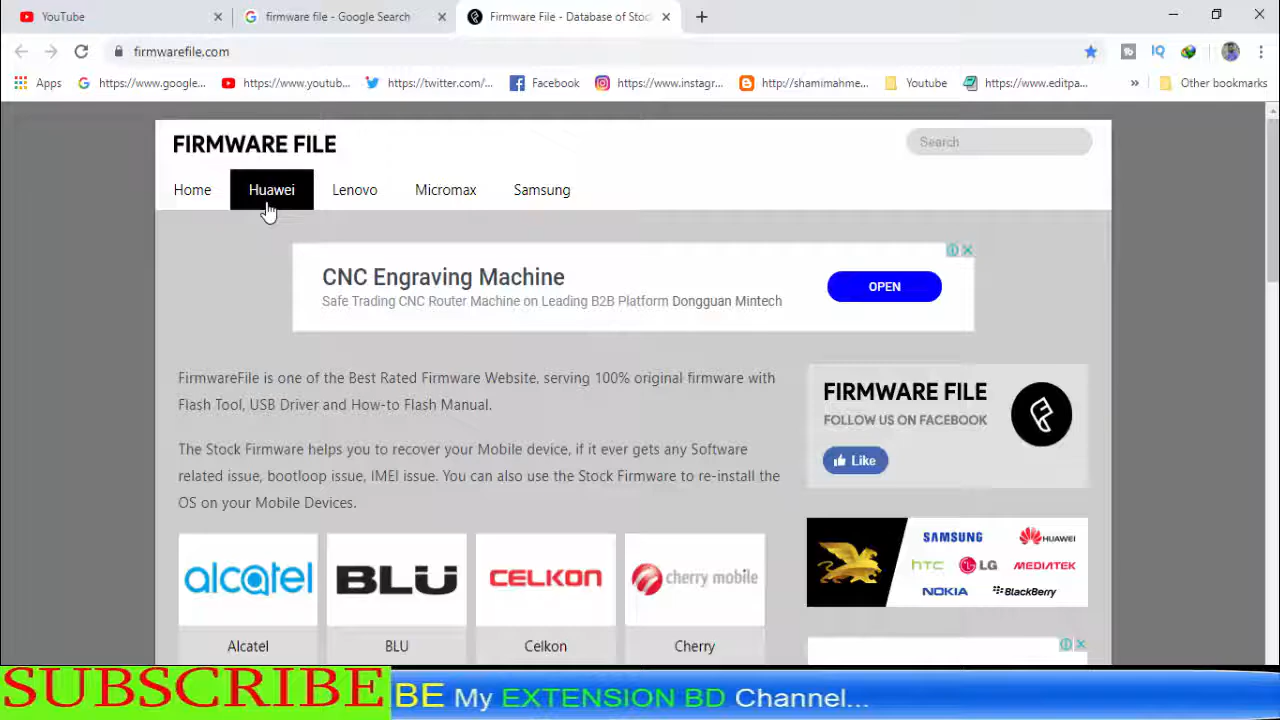 YouTube
firmware file - Google Search
Firmware File - Database of Stoc
firmwarefile.com
IQ
Apps
https://www.google...
https://www.youtub...
https://twitter.com/...
Facebook
https://www.instagr...
http://shamimahme...
Youtube
https://www.editpa...
»
Other bookmarks
FIRMWARE FILE
Search
Home
Huawei
Lenovo
Micromax
Samsung
CNC Engraving Machine
Safe Trading CNC Router Machine on Leading B2B Platform Dongguan Mintech
OPEN
FirmwareFile is one of the Best Rated Firmware Website, serving 100% original firmware with
Flash Tool, USB Driver and How-to Flash Manual.
The Stock Firmware helps you to recover your Mobile device, if it ever gets any Software
related issue, bootloop issue, IMEI issue. You can also use the Stock Firmware to re-install the
OS on your Mobile Devices.
FIRMWARE FILE
FOLLOW US ON FACEBOOK
Like
SAMSUNG
HUAWEI
hTC
LG
MEDIATEK
NOKIA
BlackBerry
alcatel
BLU
CELKON
cherry mobile
Alcatel
BLU
Celkon
Cherry
SUBSCRIBE
BE My EXTENSION BD Channel...